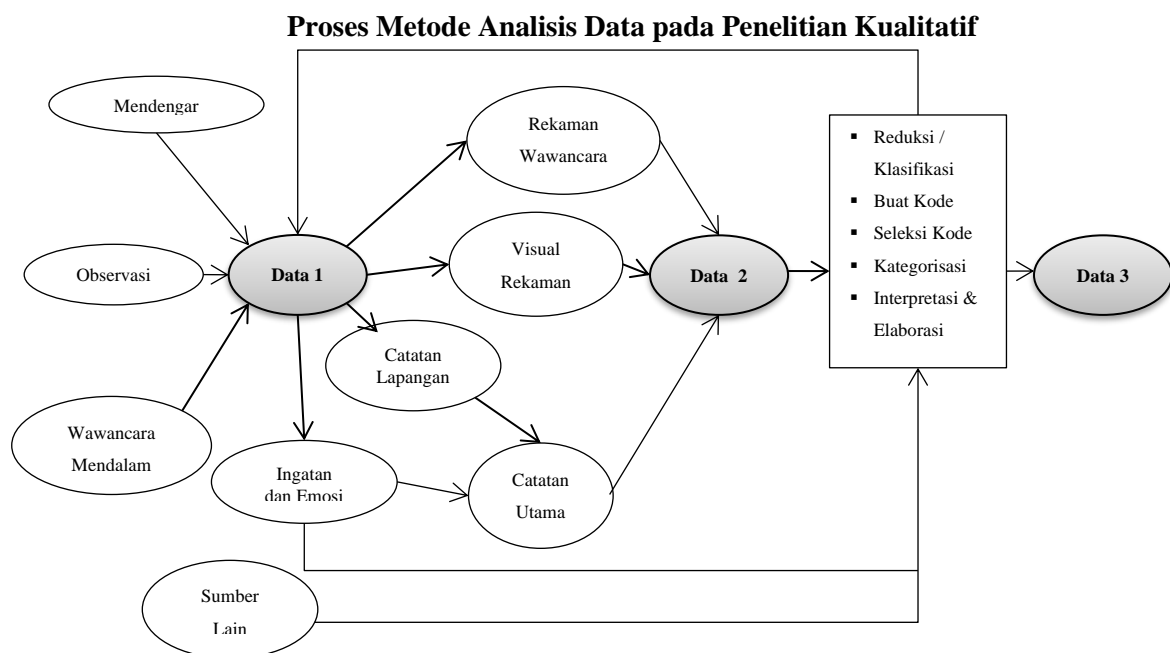 Proses Metode Analisis Data pada Penelitian Kualitatif
Mendengar
Observasi
Wawancara
Mendalam
Data 1
Rekaman
Wawancara
Visual
Rekaman
Catatan
Lapangan
Ingatan
dan Emosi
Catatan
Utama
Sumber
Lain
Data 2
▪ Reduksi /
Klasifikasi
▪ Buat Kode
▪ Seleksi Kode
▪ Kategorisasi
▪ Interpretasi &
Elaborasi
Data 3